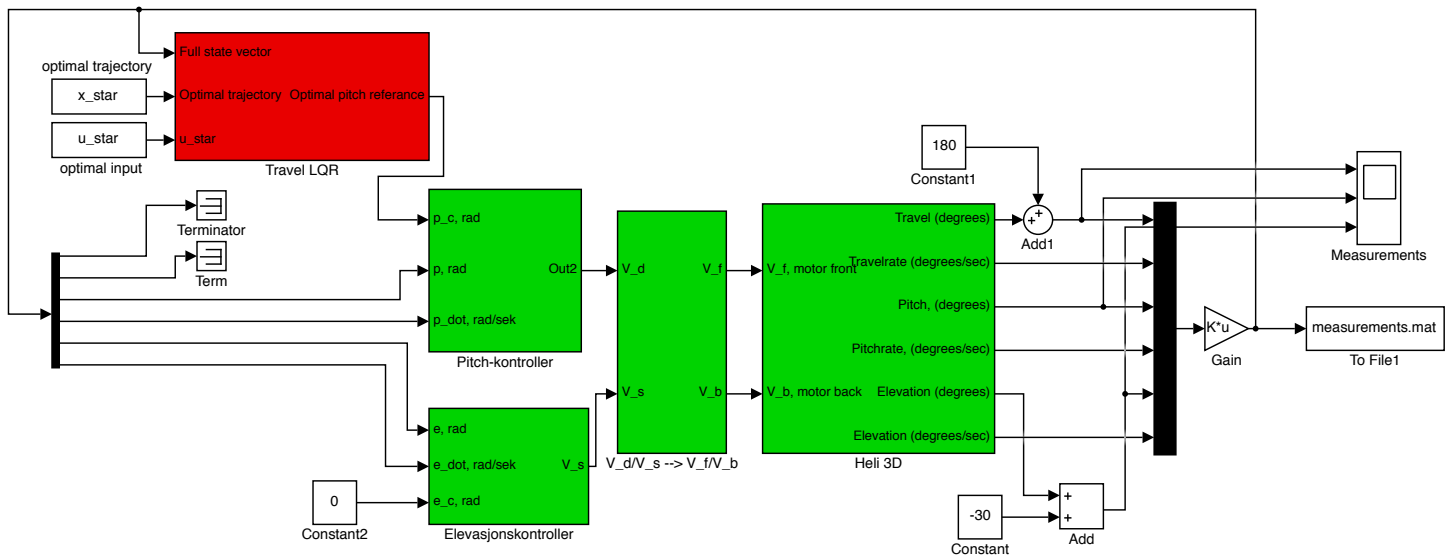 optimal trajectory
x_star
u_star
optimal input
Full state vector
Optimal trajectory
Optimal pitch referance
u_star
Travel LQR
Terminator
Term
p_c, rad
p, rad
p_dot, rad/sek
Out2
Pitch-kontroller
e, rad
e_dot, rad/sek
e_c, rad
V_s
Elevasjonskontroller
0
Constant2
V_d
V_s
V_f
V_b
V_d/V_s --> V_f/V_b
V_f, motor front
V_b, motor back
Travel (degrees)
Travelrate (degrees/sec)
Pitch, (degrees)
Pitchrate, (degrees/sec)
Elevation (degrees)
Elevation (degrees/sec)
Heli 3D
180
Constant1
+
+
Add1
-30
Constant
+
+
Add
K*u
Gain
Measurements
measurements.mat
To File1